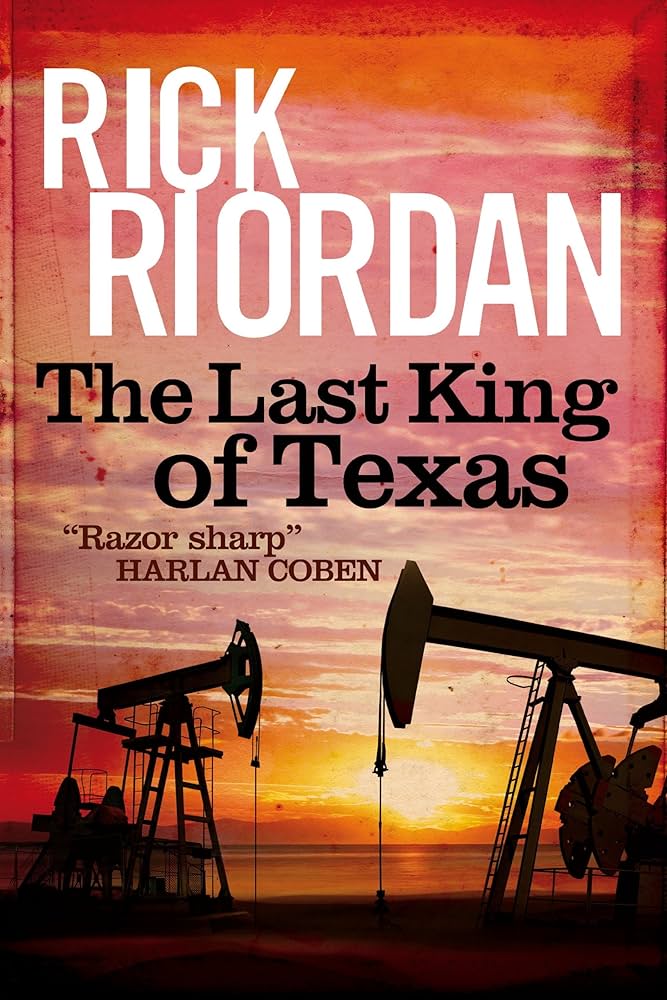 RICK
RIORDAN
The Last King
of Texas
“Razor sharp”
HARLAN COBEN